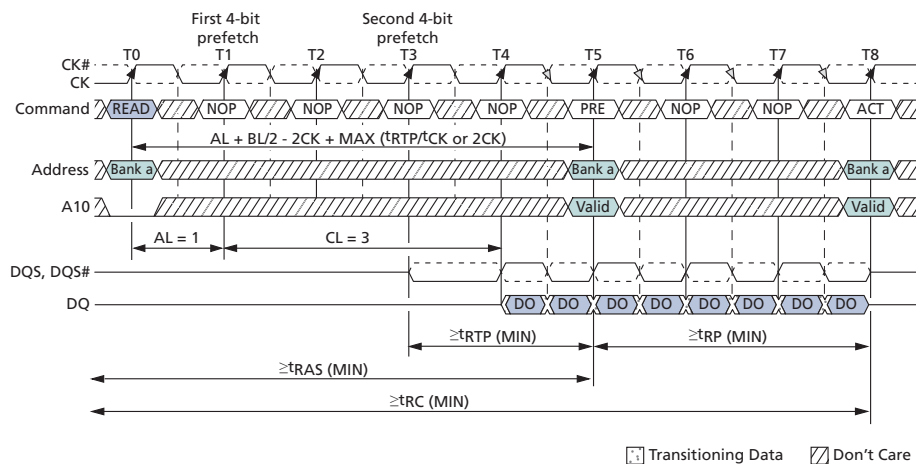 First 4-bit prefetch
Second 4-bit prefetch
T0 T1 T2 T3 T4 T5 T6 T7 T8
CK#
CK
Command READ NOP NOP NOP NOP PRE NOP NOP ACT
AL + BL/2 - 2CK + MAX (tRTP/tCK or 2CK)
Address Bank a Bank a Bank a
A10 Valid Valid
AL = 1 CL = 3
DQS, DQS#
DQ DO DO DO DO DO DO DO DO
≥tRTP (MIN) ≥tRP (MIN)
≥tRAS (MIN)
≥tRC (MIN)
Transitioning Data Don't Care